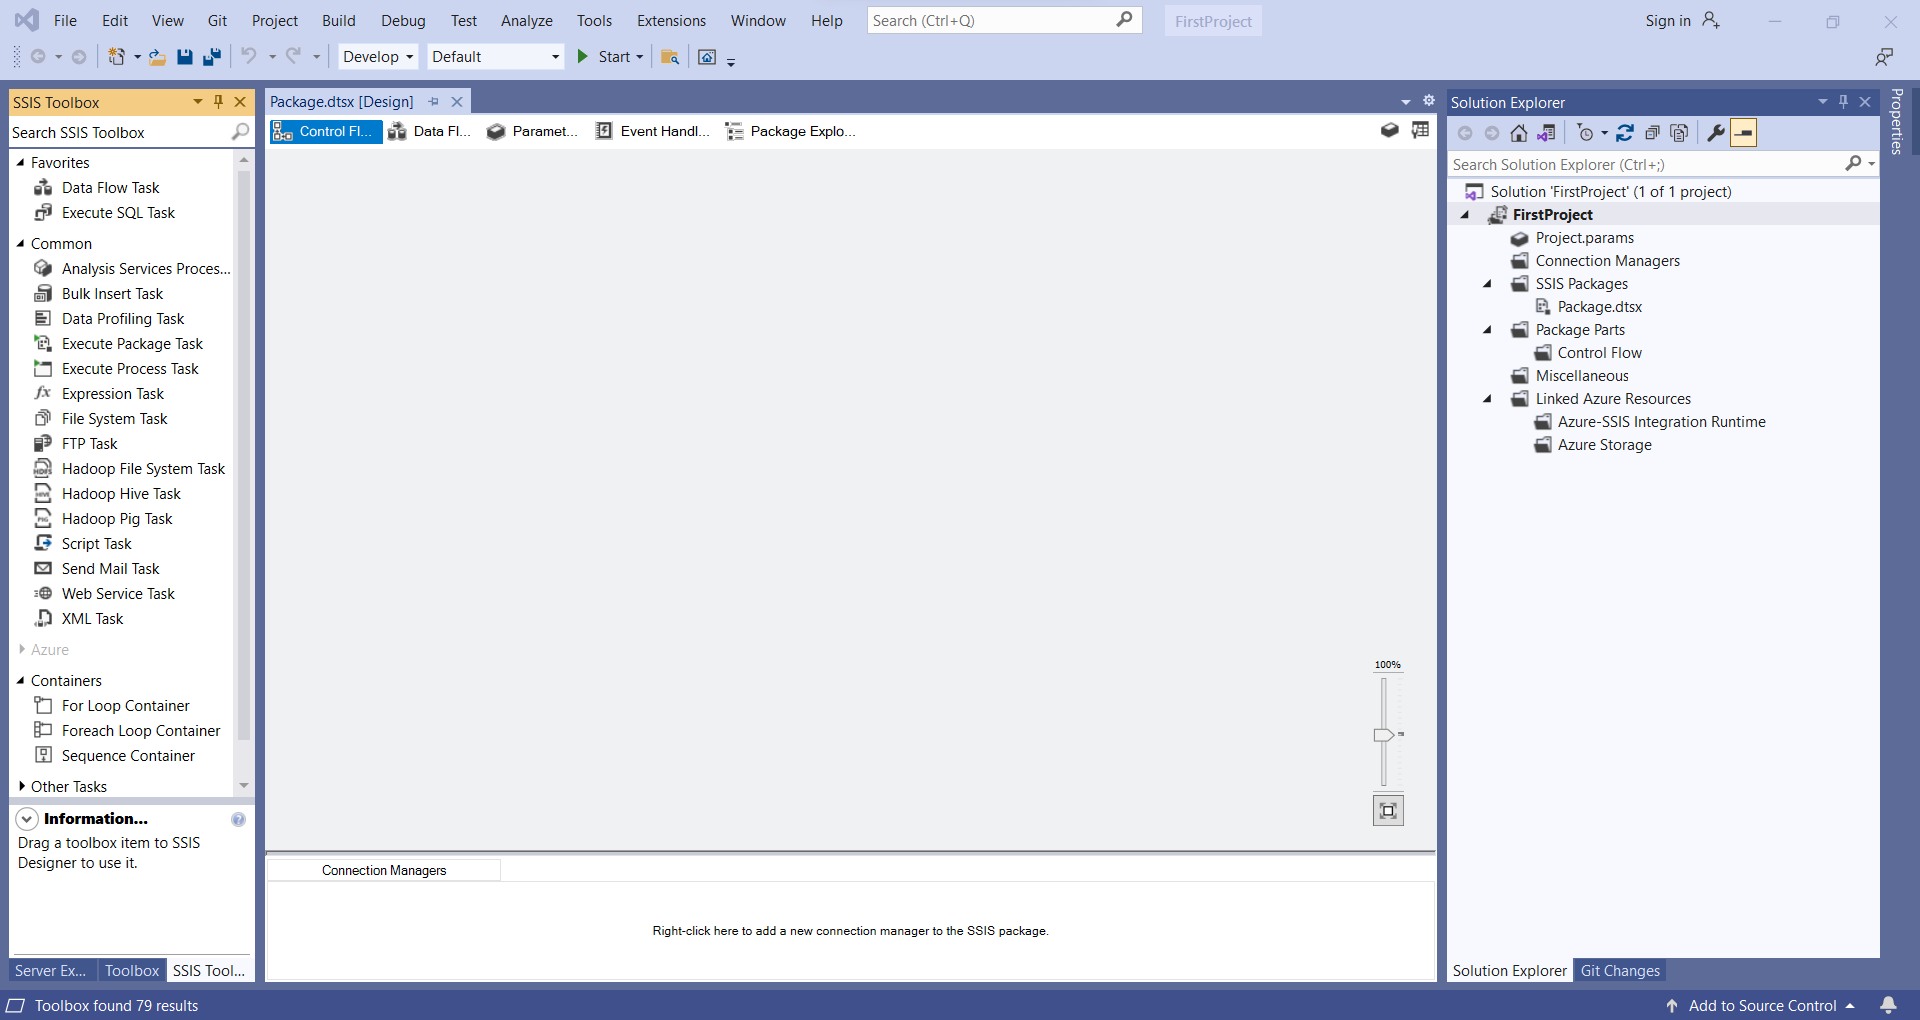 File Edit View Git Project Build Debug Test Analyze Tools Extensions Window Help Search (Ctrl+Q) FirstProject Sign in
Develop Default Start
SSIS Toolbox
Search SSIS Toolbox
Favorites
Data Flow Task
Execute SQL Task
Common
Analysis Services Proces...
Bulk Insert Task
Data Profiling Task
Execute Package Task
Execute Process Task
Expression Task
File System Task
FTP Task
Hadoop File System Task
Hadoop Hive Task
Hadoop Pig Task
Script Task
Send Mail Task
Web Service Task
XML Task
Azure
Containers
For Loop Container
Foreach Loop Container
Sequence Container
Other Tasks
Information...
Drag a toolbox item to SSIS
Designer to use it.
Server Ex... Toolbox SSIS Tool...
Package.dtsx [Design]
Control Fl... Data Fl... Paramet... Event Handl... Package Explo...
100%
Connection Managers
Right-click here to add a new connection manager to the SSIS package.
Solution Explorer
Search Solution Explorer (Ctrl+;)
Solution 'FirstProject' (1 of 1 project)
FirstProject
Project.params
Connection Managers
SSIS Packages
Package.dtsx
Package Parts
Control Flow
Miscellaneous
Linked Azure Resources
Azure-SSIS Integration Runtime
Azure Storage
Solution Explorer Git Changes
Properties
Toolbox found 79 results
Add to Source Control